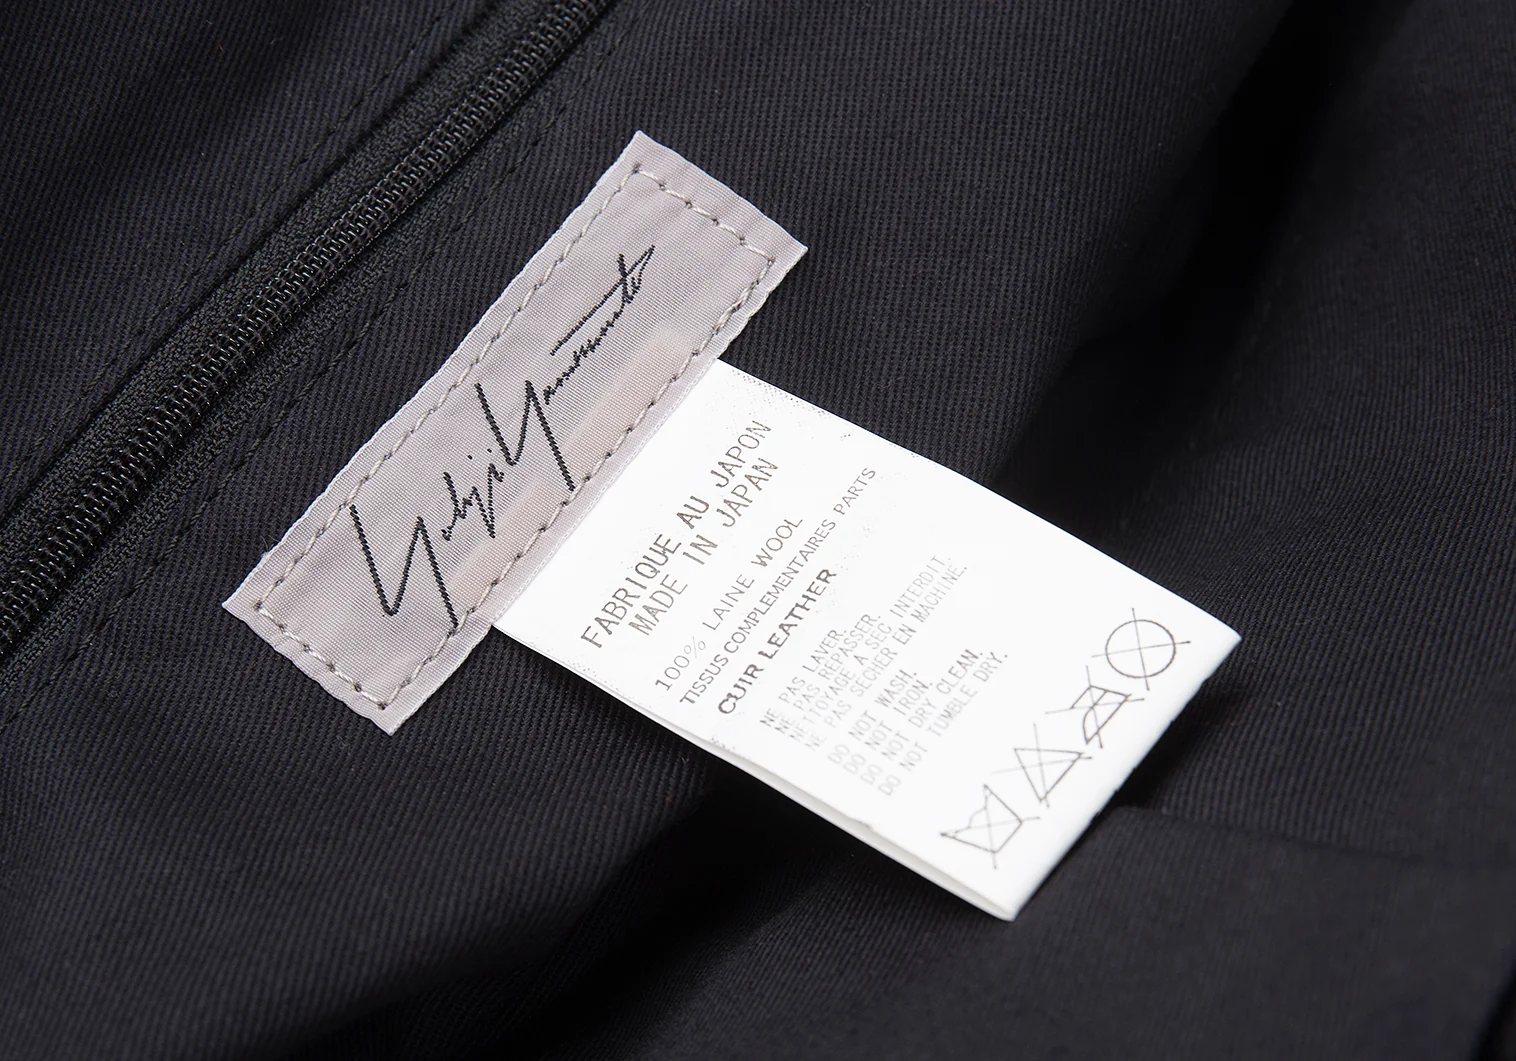 Yohji Yamamoto
FABRIQUE AU JAPON
MADE IN JAPAN
100% LAINE WOOL
TISSUS COMPLEMENTAIRES PARTS
CUIR LEATHER
NE PAS LAVER.
NE PAS REPASSER.
NETTOYAGE A SEC INTERDIT.
NE PAS SECHER EN MACHINE.
DO NOT WASH.
DO NOT IRON.
DO NOT DRY CLEAN.
DO NOT TUMBLE DRY.